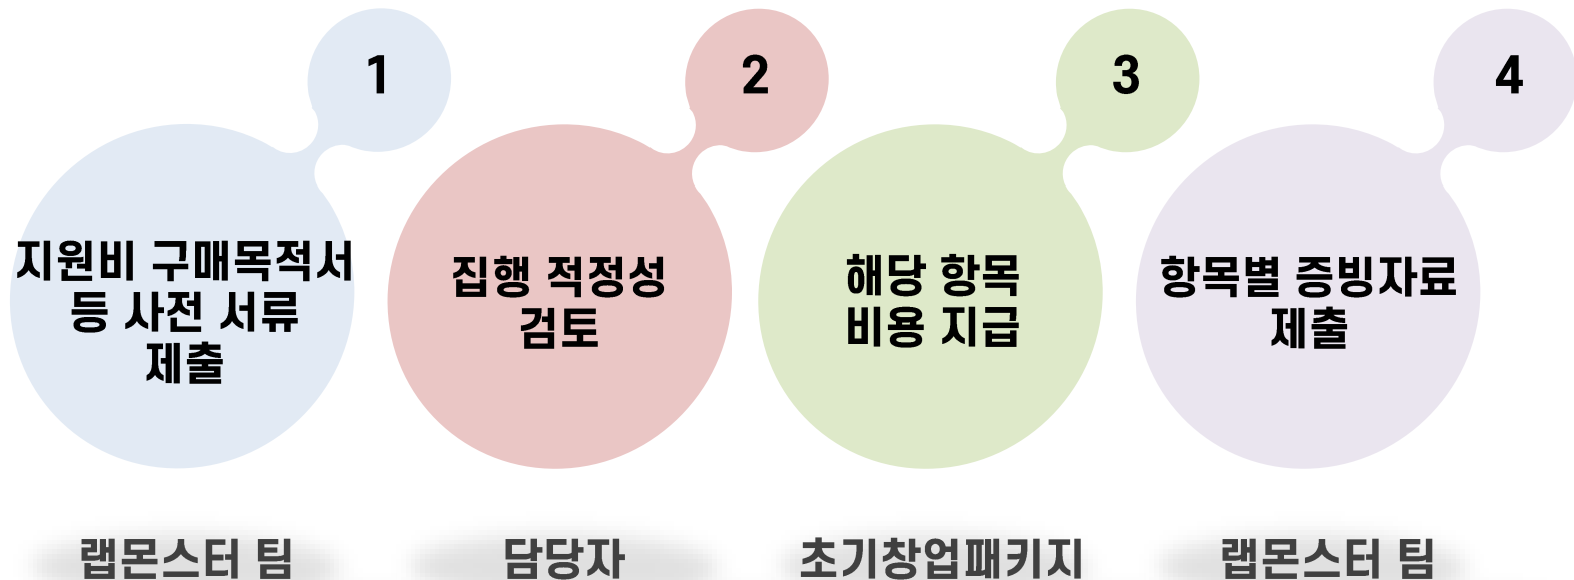 1
지원비 구매목적서
등 사전 서류
제출
랩몬스터 팀
2
집행 적정성
검토
담당자
3
해당 항목
비용 지급
초기창업패키지
4
항목별 증빙자료
제출
랩몬스터 팀